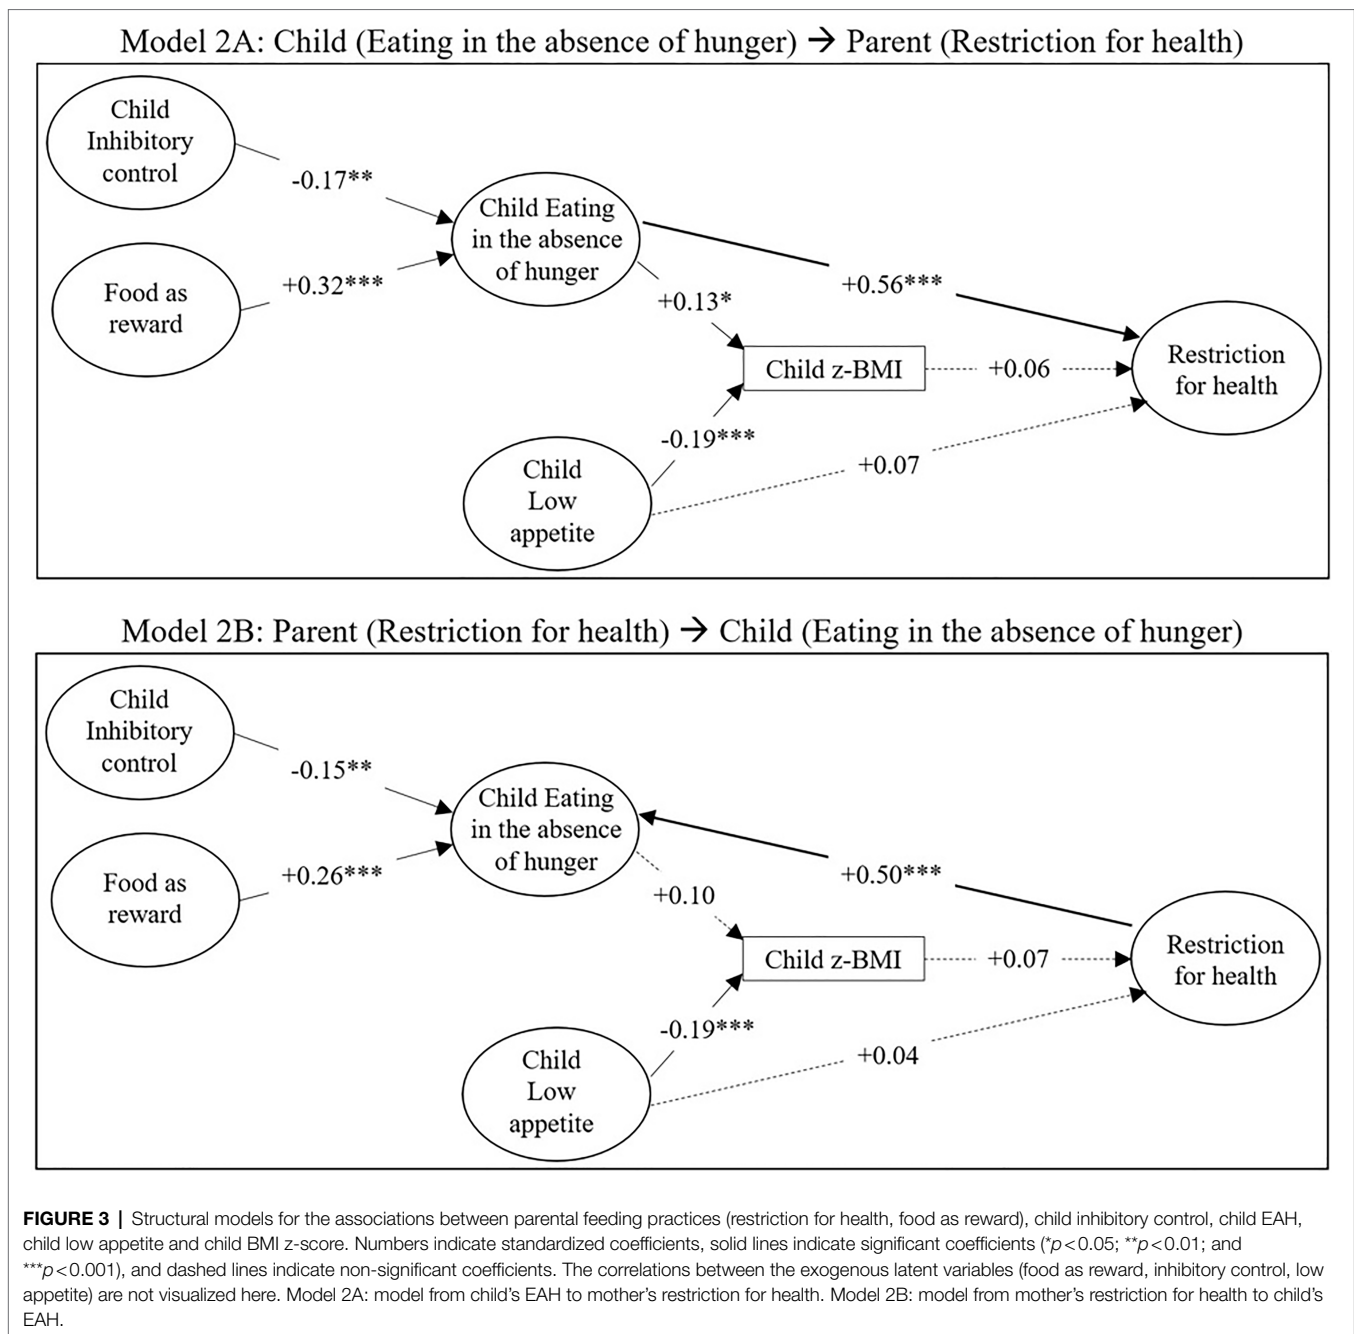 Model 2A: Child (Eating in the absence of hunger) → Parent (Restriction for health)
Child
Inhibitory
control
-0.17**
Child Eating
in the absence
of hunger
Food as
reward
+0.32***
+0.56***
+0.13*
Child z-BMI
+0.06
Restriction
for health
-0.19***
+0.07
Child
Low
appetite
Model 2B: Parent (Restriction for health) → Child (Eating in the absence of hunger)
Child
Inhibitory
control
-0.15**
Child Eating
in the absence
of hunger
Food as
reward
+0.26***
+0.50***
+0.10
Child z-BMI
+0.07
Restriction
for health
-0.19***
+0.04
Child
Low
appetite
FIGURE 3 | Structural models for the associations between parental feeding practices (restriction for health, food as reward), child inhibitory control, child EAH,
child low appetite and child BMI z-score. Numbers indicate standardized coefficients, solid lines indicate significant coefficients (*p<0.05; **p<0.01; and
***p<0.001), and dashed lines indicate non-significant coefficients. The correlations between the exogenous latent variables (food as reward, inhibitory control, low
appetite) are not visualized here. Model 2A: model from child’s EAH to mother’s restriction for health. Model 2B: model from mother’s restriction for health to child’s
EAH.